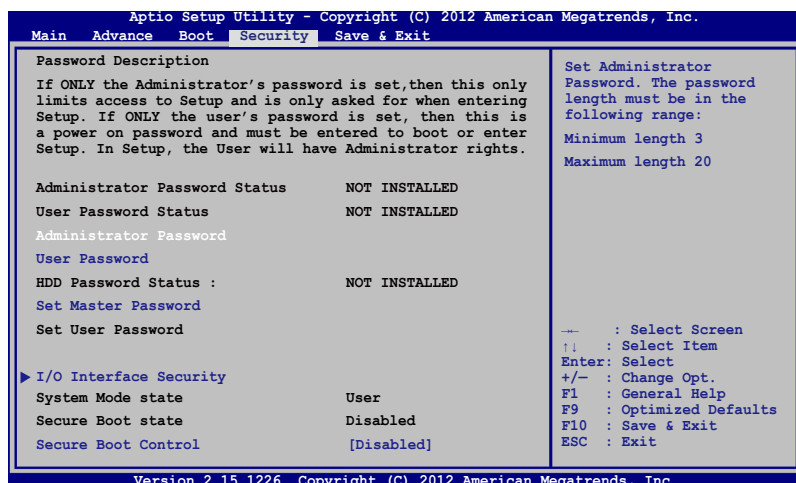 Aptio Setup Utility - Copyright (C) 2012 American Megatrends, Inc.
Main Advance Boot Security Save & Exit
Password Description
If ONLY the Administrator's password is set,then this only
limits access to Setup and is only asked for when entering
Setup. If ONLY the user's password is set, then this is
a power on password and must be entered to boot or enter
Setup. In Setup, the User will have Administrator rights.
Administrator Password Status NOT INSTALLED
User Password Status NOT INSTALLED
Administrator Password
User Password
HDD Password Status : NOT INSTALLED
Set Master Password
Set User Password
I/O Interface Security
System Mode state User
Secure Boot state Disabled
Secure Boot Control [Disabled]
Set Administrator
Password. The password
length must be in the
following range:
Minimum length 3
Maximum length 20
→← : Select Screen
↑↓ : Select Item
Enter: Select
+/— : Change Opt.
F1 : General Help
F9 : Optimized Defaults
F10 : Save & Exit
ESC : Exit
Version 2.15.1226. Copyright (C) 2012 American Megatrends, Inc.